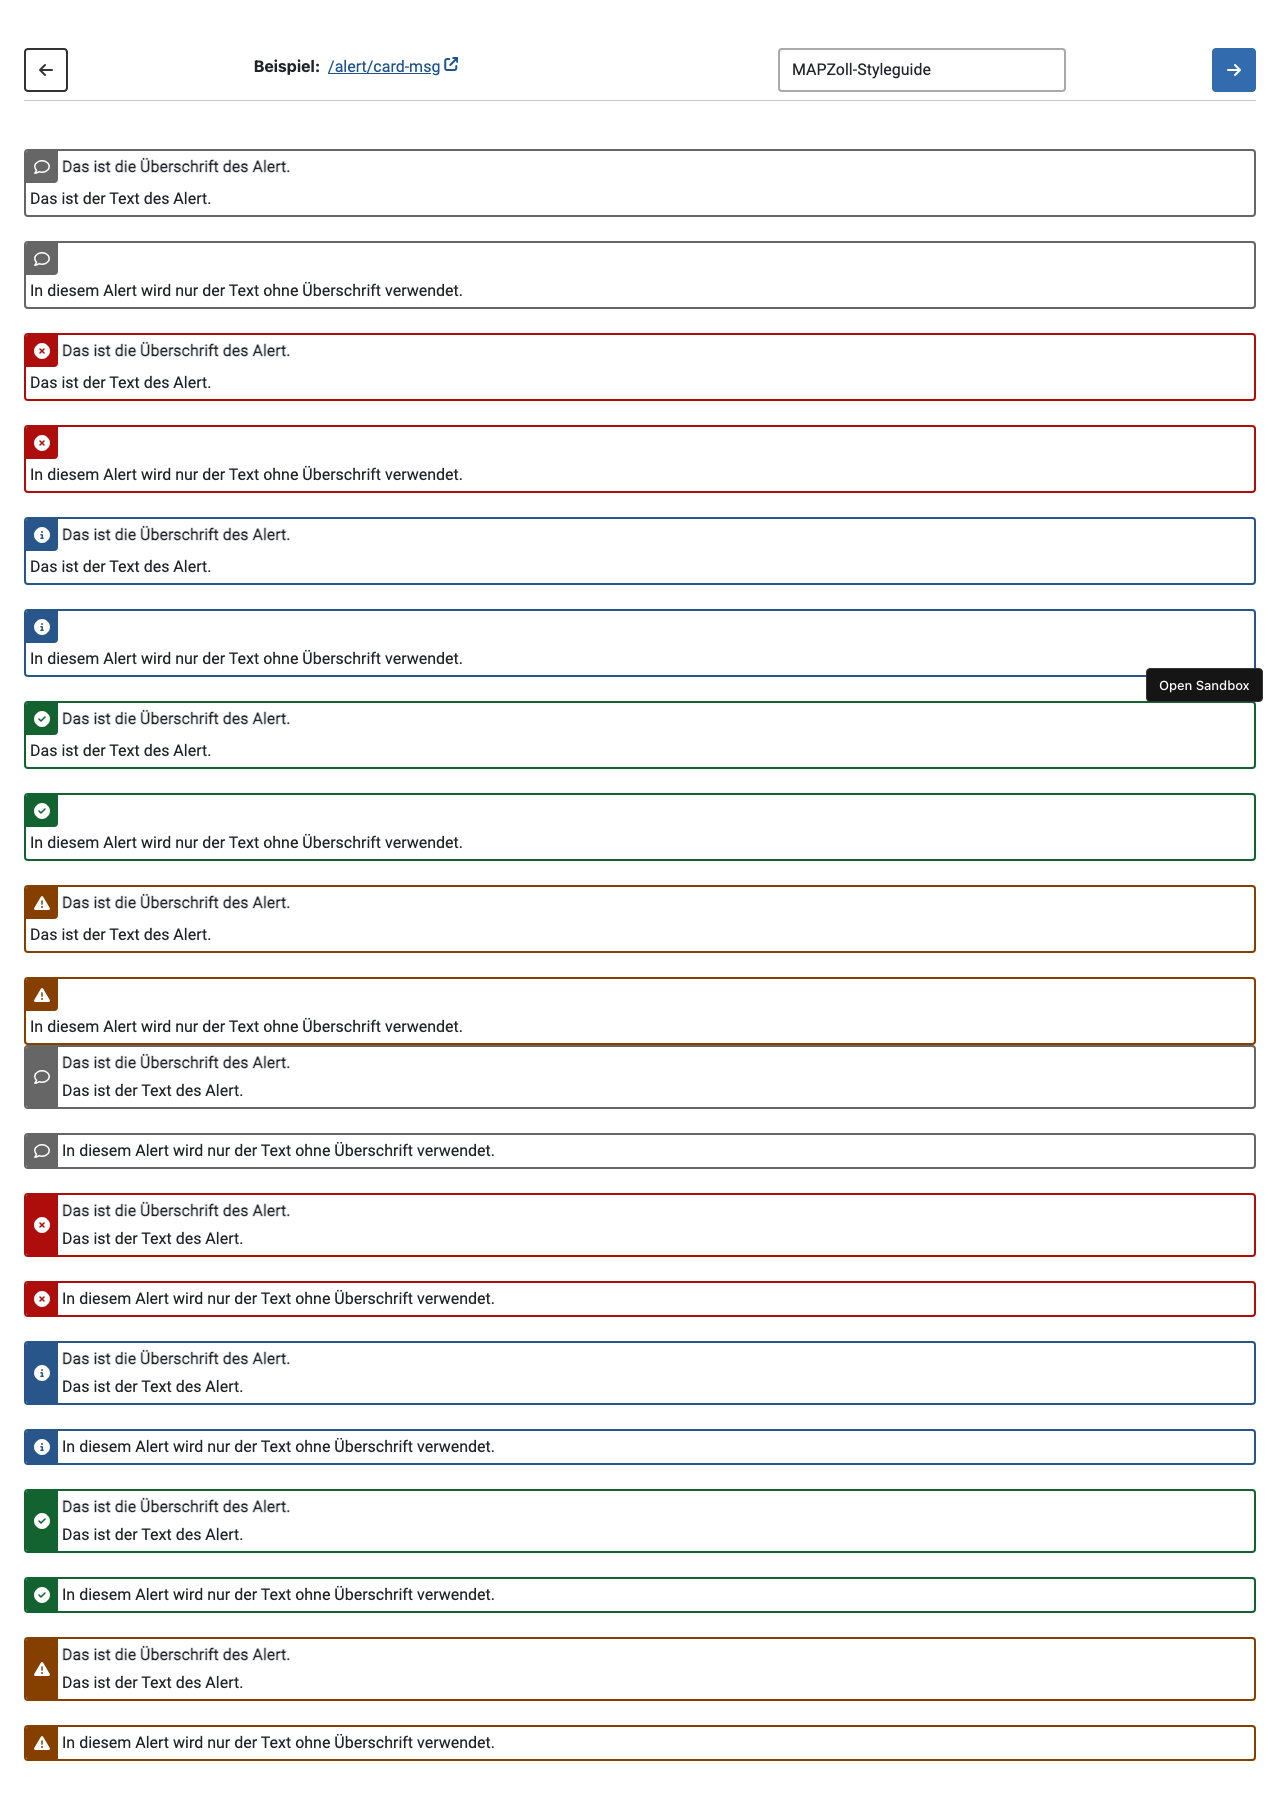 Beispiel: /alert/card-msg
MAPZoll-Styleguide
Das ist die Überschrift des Alert.
Das ist der Text des Alert.
In diesem Alert wird nur der Text ohne Überschrift verwendet.
Das ist die Überschrift des Alert.
Das ist der Text des Alert.
In diesem Alert wird nur der Text ohne Überschrift verwendet.
Das ist die Überschrift des Alert.
Das ist der Text des Alert.
In diesem Alert wird nur der Text ohne Überschrift verwendet.
Open Sandbox
Das ist die Überschrift des Alert.
Das ist der Text des Alert.
In diesem Alert wird nur der Text ohne Überschrift verwendet.
Das ist die Überschrift des Alert.
Das ist der Text des Alert.
In diesem Alert wird nur der Text ohne Überschrift verwendet.
Das ist die Überschrift des Alert.
Das ist der Text des Alert.
In diesem Alert wird nur der Text ohne Überschrift verwendet.
Das ist die Überschrift des Alert.
Das ist der Text des Alert.
In diesem Alert wird nur der Text ohne Überschrift verwendet.
Das ist die Überschrift des Alert.
Das ist der Text des Alert.
In diesem Alert wird nur der Text ohne Überschrift verwendet.
Das ist die Überschrift des Alert.
Das ist der Text des Alert.
In diesem Alert wird nur der Text ohne Überschrift verwendet.
Das ist die Überschrift des Alert.
Das ist der Text des Alert.
In diesem Alert wird nur der Text ohne Überschrift verwendet.